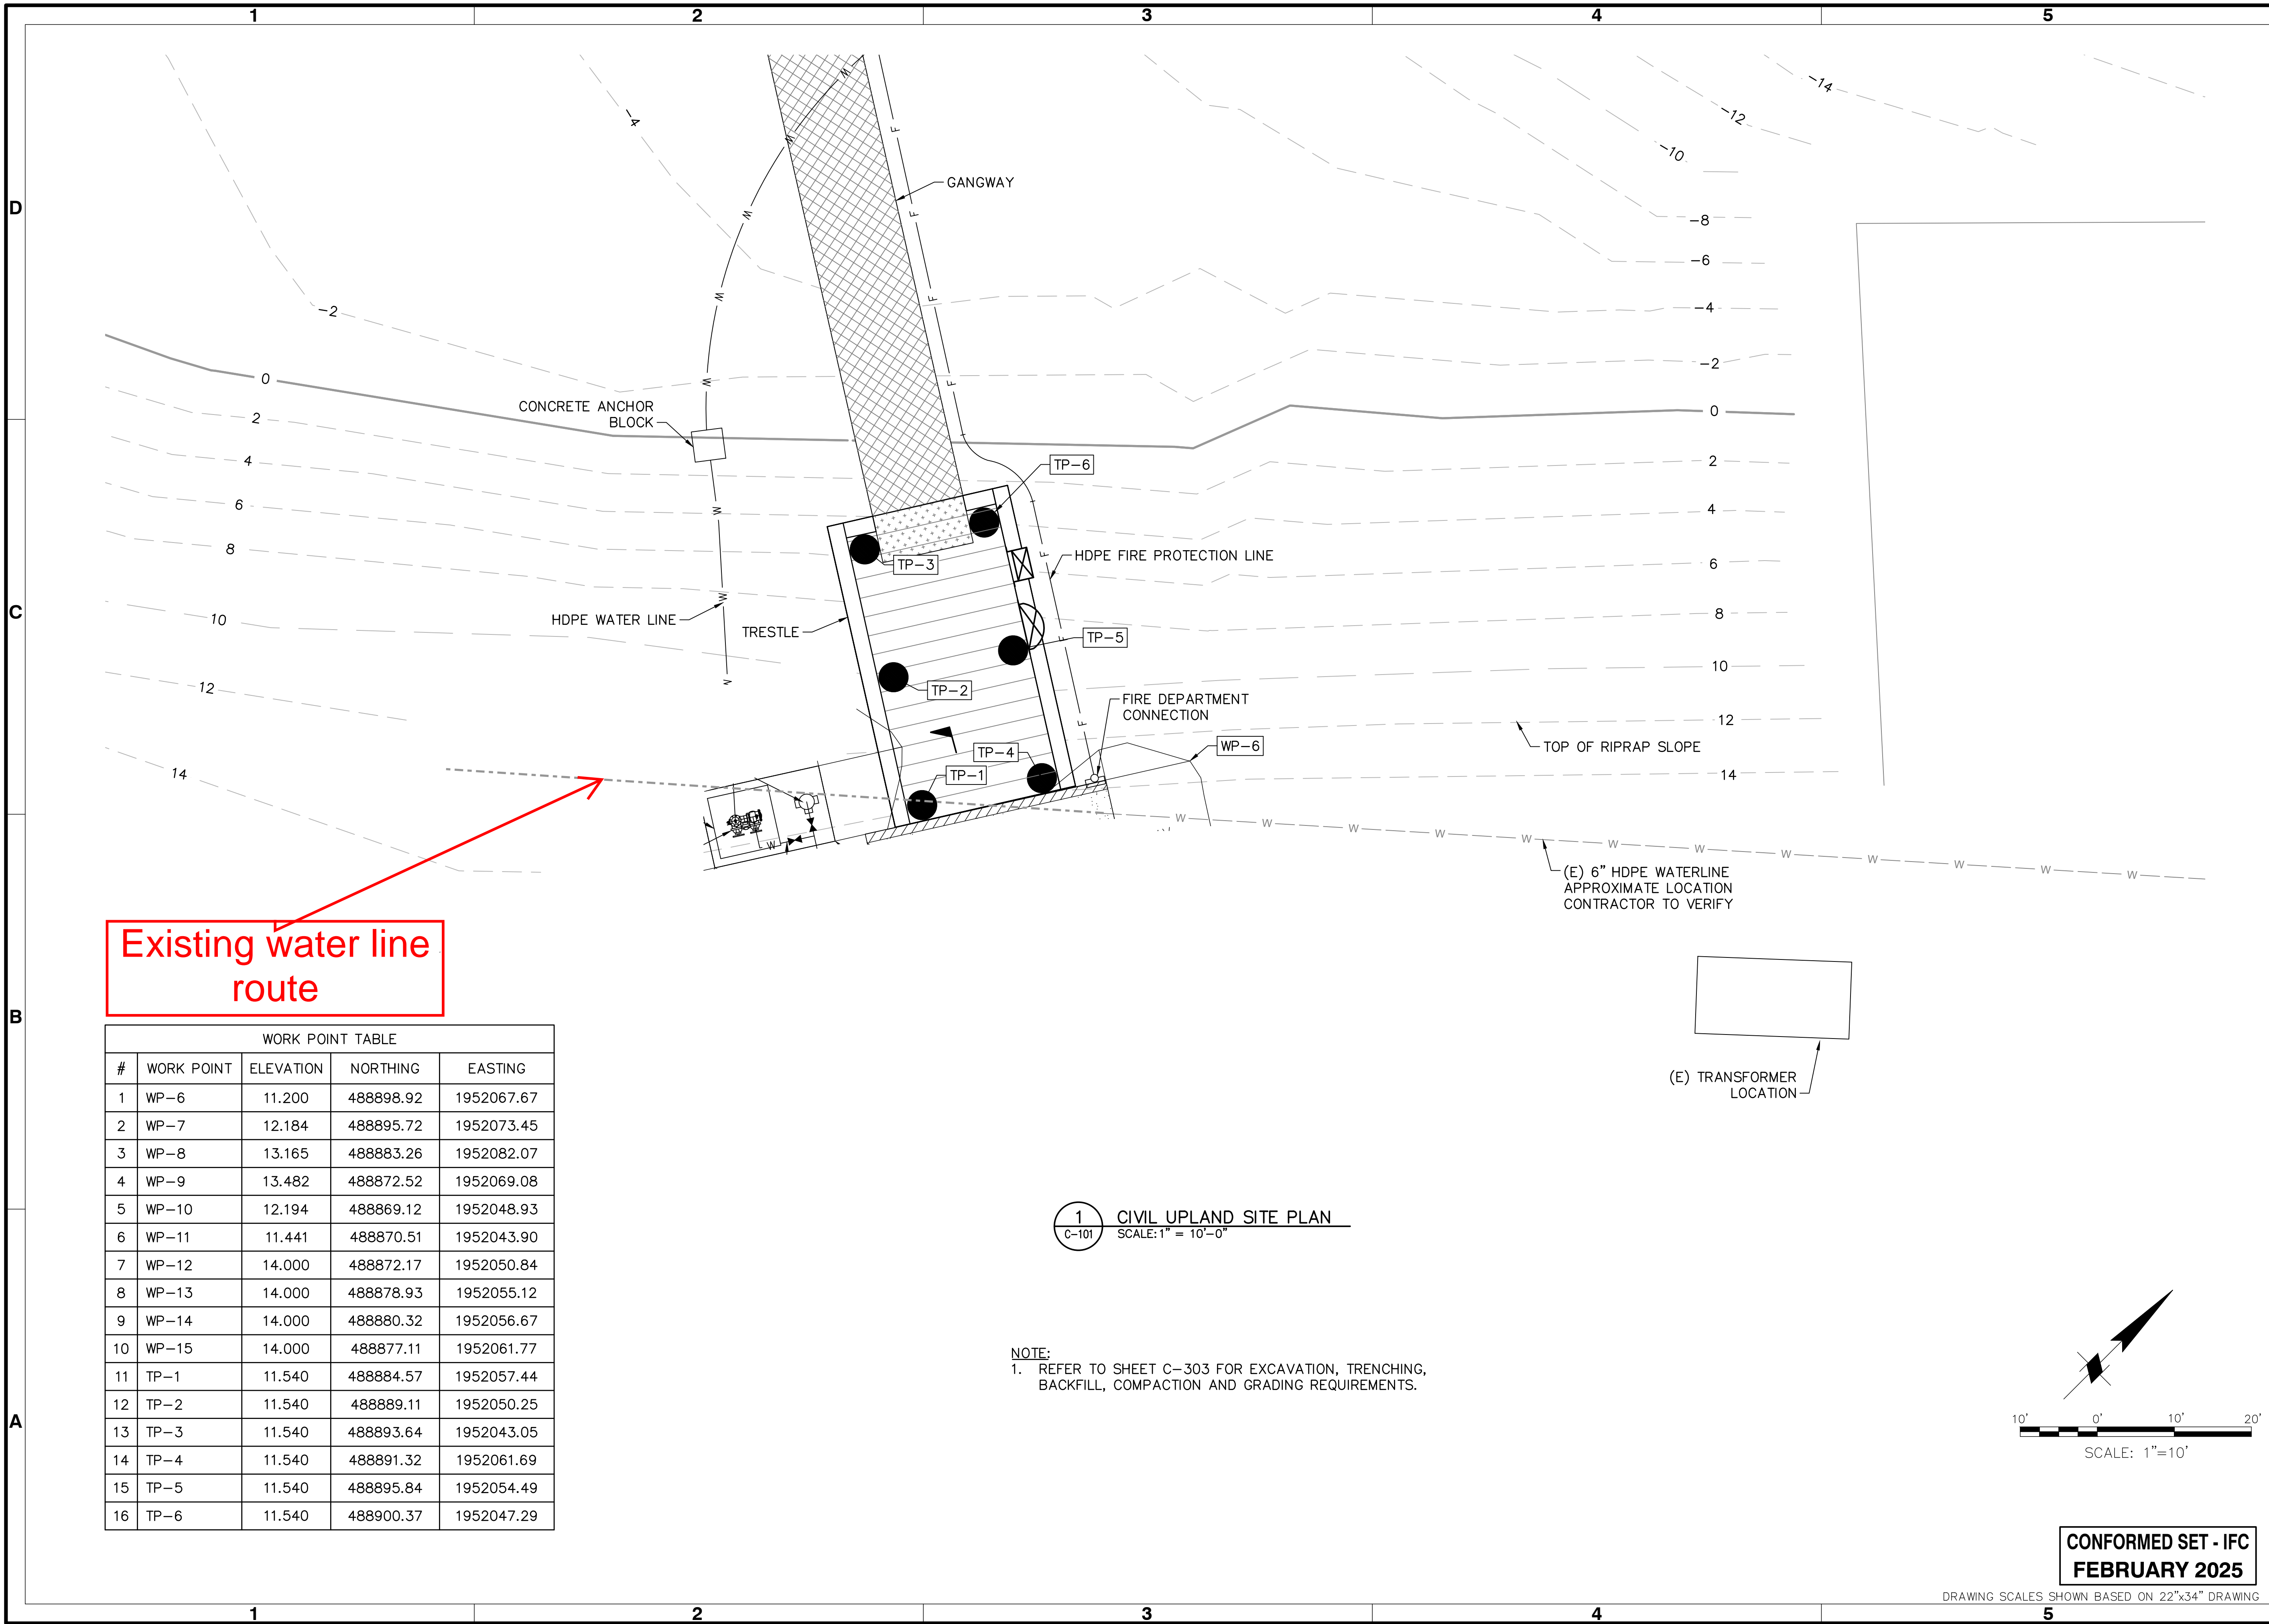 1 2 3 4 5
D
C
B
A
-4
-14
-12
-10
-8
-6
-4
-2
0
2
4
6
8
10
12
14
-2
0
2
4
6
8
10
12
14
W W W W W W W W
F F F F F F F
GANGWAY
CONCRETE ANCHOR
BLOCK
TP-6
TP-3
HDPE FIRE PROTECTION LINE
HDPE WATER LINE
TRESTLE
TP-5
TP-2
FIRE DEPARTMENT
CONNECTION
WP-6
TP-4
TP-1
TOP OF RIPRAP SLOPE
W
W W W W W W W W W W W W
(E) 6" HDPE WATERLINE
APPROXIMATE LOCATION
CONTRACTOR TO VERIFY
Existing water line
route
(E) TRANSFORMER
LOCATION
WORK POINT TABLE
# WORK POINT ELEVATION NORTHING EASTING
1 WP-6 11.200 488898.92 1952067.67
2 WP-7 12.184 488895.72 1952073.45
3 WP-8 13.165 488883.26 1952082.07
4 WP-9 13.482 488872.52 1952069.08
5 WP-10 12.194 488869.12 1952048.93
6 WP-11 11.441 488870.51 1952043.90
7 WP-12 14.000 488872.17 1952050.84
8 WP-13 14.000 488878.93 1952055.12
9 WP-14 14.000 488880.32 1952056.67
10 WP-15 14.000 488877.11 1952061.77
11 TP-1 11.540 488884.57 1952057.44
12 TP-2 11.540 488889.11 1952050.25
13 TP-3 11.540 488893.64 1952043.05
14 TP-4 11.540 488891.32 1952061.69
15 TP-5 11.540 488895.84 1952054.49
16 TP-6 11.540 488900.37 1952047.29
1
C-101
CIVIL UPLAND SITE PLAN
SCALE:1" = 10'-0"
NOTE:
1. REFER TO SHEET C-303 FOR EXCAVATION, TRENCHING,
BACKFILL, COMPACTION AND GRADING REQUIREMENTS.
10' 0' 10' 20'
SCALE: 1"=10'
CONFORMED SET - IFC
FEBRUARY 2025
DRAWING SCALES SHOWN BASED ON 22"x34" DRAWING
1 2 3 4 5